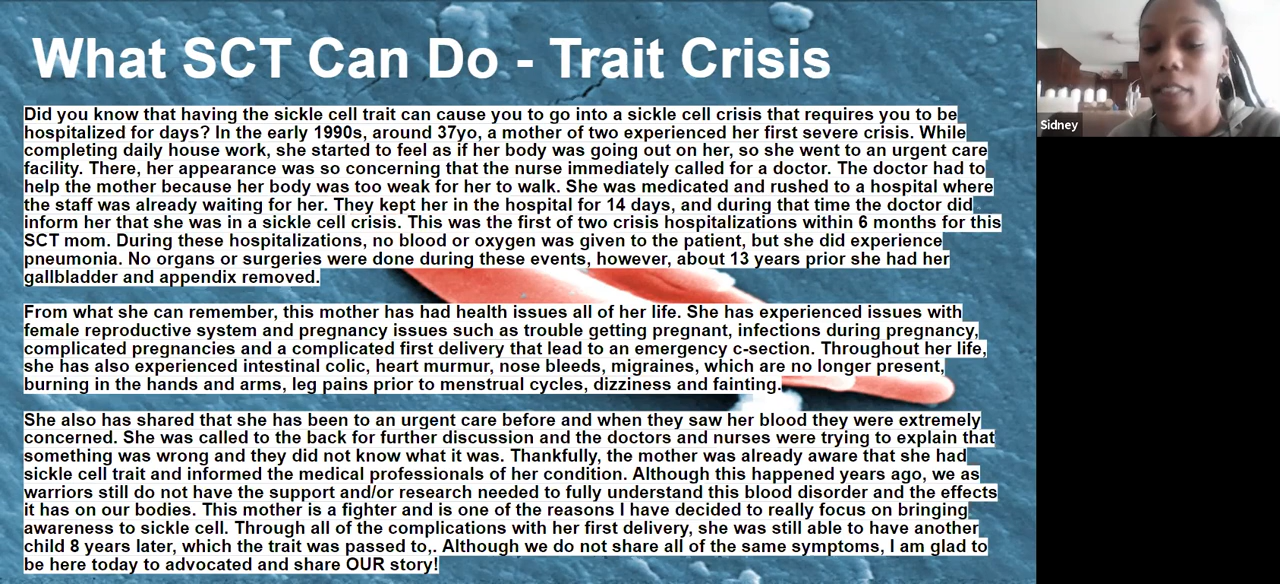 What SCT Can Do - Trait Crisis
Did you know that having the sickle cell trait can cause you to go into a sickle cell crisis that requires you to be
hospitalized for days? In the early 1990s, around 37yo, a mother of two experienced her first severe crisis. While
completing daily house work, she started to feel as if her body was going out on her, so she went to an urgent care
facility. There, her appearance was so concerning that the nurse immediately called for a doctor. The doctor had to
help the mother because her body was too weak for her to walk. She was medicated and rushed to a hospital where
the staff was already waiting for her. They kept her in the hospital for 14 days, and during that time the doctor did
inform her that she was in a sickle cell crisis. This was the first of two crisis hospitalizations within 6 months for this
SCT mom. During these hospitalizations, no blood or oxygen was given to the patient, but she did experience
pneumonia. No organs or surgeries were done during these events, however, about 13 years prior she had her
gallbladder and appendix removed.
From what she can remember, this mother has had health issues all of her life. She has experienced issues with
female reproductive system and pregnancy issues such as trouble getting pregnant, infections during pregnancy,
complicated pregnancies and a complicated first delivery that lead to an emergency c-section. Throughout her life,
she has also experienced intestinal colic, heart murmur, nose bleeds, migraines, which are no longer present,
burning in the hands and arms, leg pains prior to menstrual cycles, dizziness and fainting.
She also has shared that she has been to an urgent care before and when they saw her blood they were extremely
concerned. She was called to the back for further discussion and the doctors and nurses were trying to explain that
something was wrong and they did not know what it was. Thankfully, the mother was already aware that she had
sickle cell trait and informed the medical professionals of her condition. Although this happened years ago, we as
warriors still do not have the support and/or research needed to fully understand this blood disorder and the effects
it has on our bodies. This mother is a fighter and is one of the reasons I have decided to really focus on bringing
awareness to sickle cell. Through all of the complications with her first delivery, she was still able to have another
child 8 years later, which the trait was passed to,. Although we do not share all of the same symptoms, I am glad to
be here today to advocated and share OUR story!
Sidney